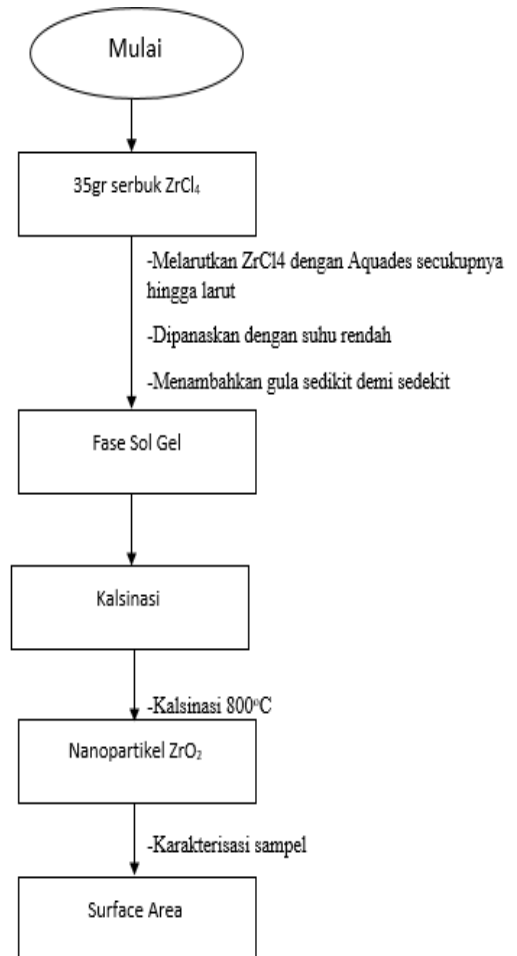 Mulai
35gr serbuk ZrCl₄
-Melarutkan ZrCl4 dengan Aquades secukupnya
hingga larut
-Dipanaskan dengan suhu rendah
-Menambahkan gula sedikit demi sedekit
Fase Sol Gel
Kalsinasi
-Kalsinasi 800°C
Nanopartikel ZrO₂
-Karakterisasi sampel
Surface Area